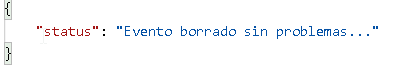 {
"status": "Evento borrado sin problemas..."
}